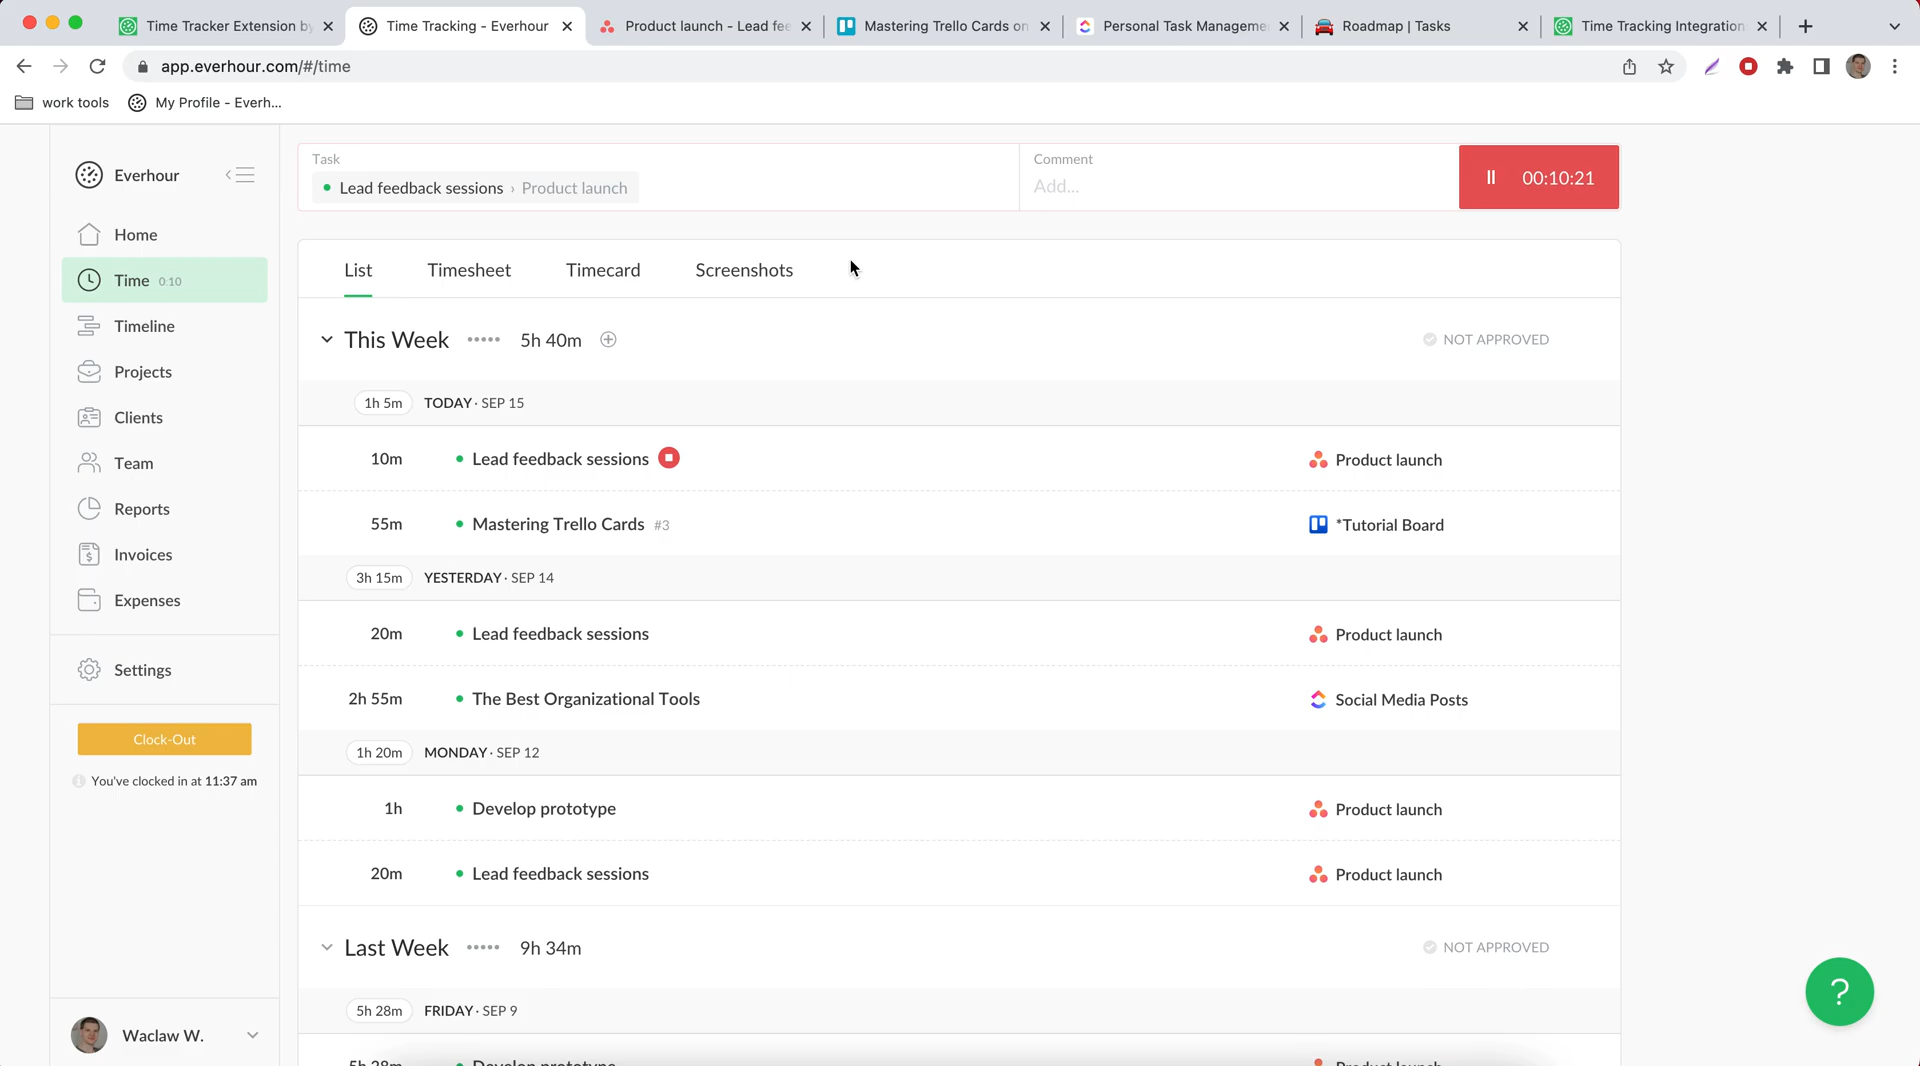 Time Tracker Extension by
Time Tracking - Everhour
Product launch - Lead fee
Mastering Trello Cards on
Personal Task Manageme
Roadmap | Tasks
Time Tracking Integration
app.everhour.com/#/time
work tools
My Profile - Everh...
Everhour
Home
Time 0:10
Timeline
Projects
Clients
Team
Reports
Invoices
Expenses
Settings
Clock-Out
You've clocked in at 11:37 am
Waclaw W.
Task
Lead feedback sessions › Product launch
Comment
Add...
00:10:21
List
Timesheet
Timecard
Screenshots
This Week 5h 40m
NOT APPROVED
1h 5m TODAY · SEP 15
10m Lead feedback sessions Product launch
55m Mastering Trello Cards #3 *Tutorial Board
3h 15m YESTERDAY · SEP 14
20m Lead feedback sessions Product launch
2h 55m The Best Organizational Tools Social Media Posts
1h 20m MONDAY · SEP 12
1h Develop prototype Product launch
20m Lead feedback sessions Product launch
Last Week 9h 34m
NOT APPROVED
5h 28m FRIDAY · SEP 9
5h 28m Develop prototype Product launch
?